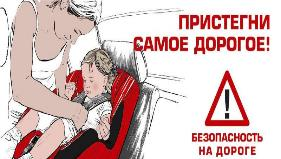 ПРИСТЕГНИ
САМОЕ ДОРОГОЕ!
БЕЗОПАСНОСТЬ
НА ДОРОГЕ